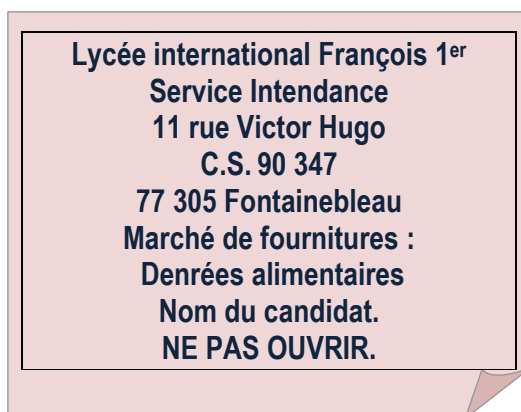 Lycée international François 1er
Service Intendance
11 rue Victor Hugo
C.S. 90 347
77 305 Fontainebleau
Marché de fournitures :
Denrées alimentaires
Nom du candidat.
NE PAS OUVRIR.